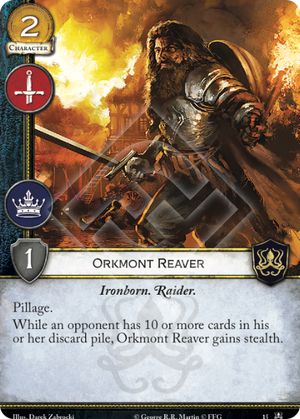 2
CHARACTER
1
ORKMONT REAVER
Ironborn. Raider.
Pillage.
While an opponent has 10 or more cards in his
or her discard pile, Orkmont Reaver gains stealth.
Illus. Darek Zabrocki
© George R.R. Martin © FFG
15